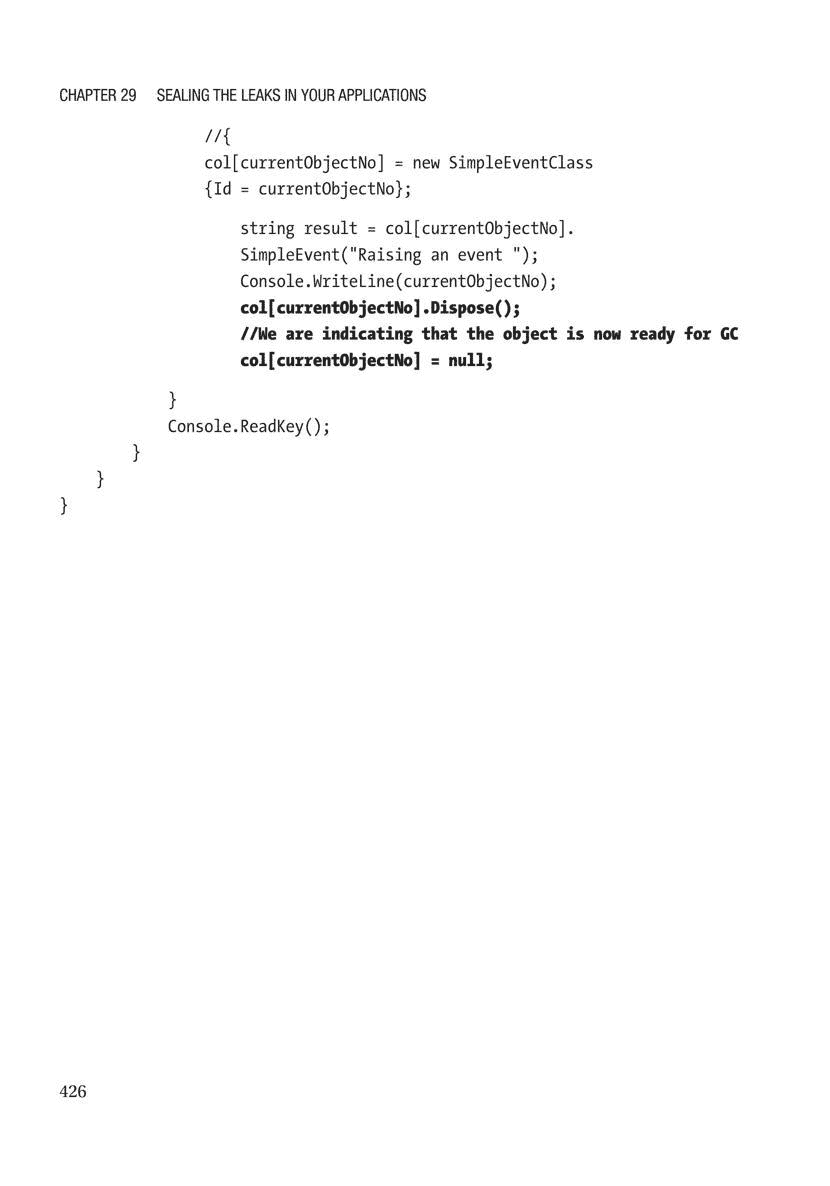 CHAPTER 29 SEALING THE LEAKS IN YOUR APPLICATIONS
//{
col[currentObjectNo] = new SimpleEventClass
{Id = currentObjectNo};
string result = col[currentObjectNo].
SimpleEvent("Raising an event ");
Console.WriteLine(currentObjectNo);
col[currentObjectNo].Dispose();
//We are indicating that the object is now ready for GC
col[currentObjectNo] = null;
}
Console.ReadKey();
}
}
}
426